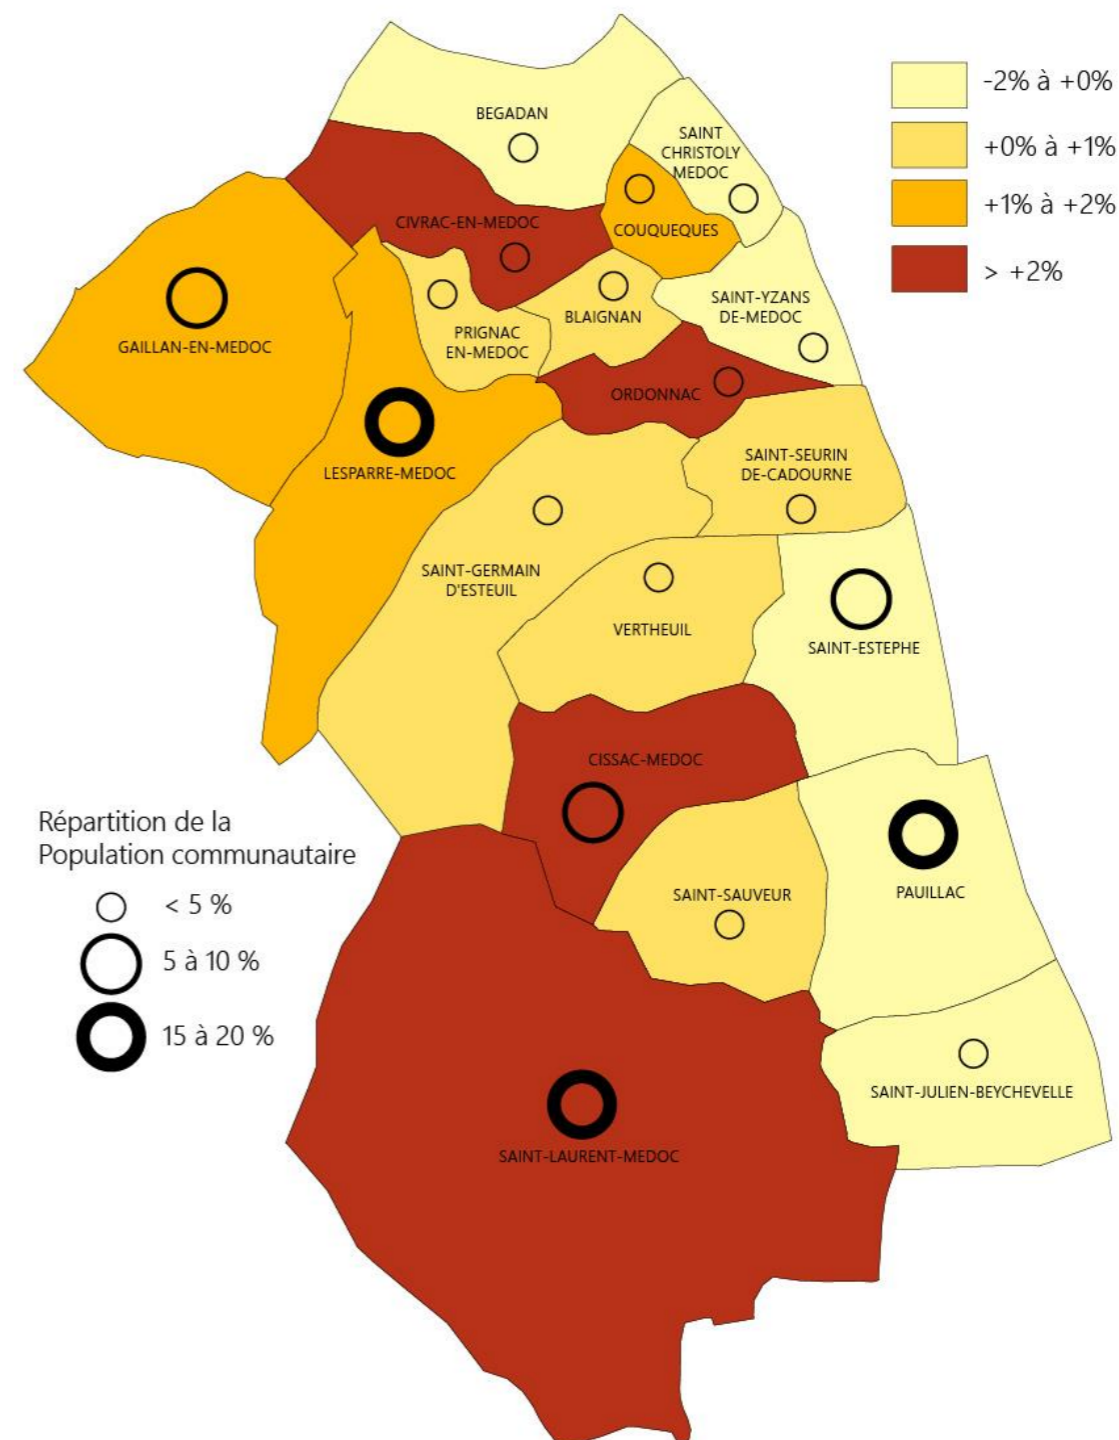 -2% à +0%
+0% à +1%
+1% à +2%
> +2%
BEGADAN
SAINT
CHRISTOLY
MEDOC
CIVRAC-EN-MEDOC
COUQUEQUES
SAINT-YZANS
DE-MEDOC
BLAIGNAN
PRIGNAC
EN-MEDOC
GAILLAN-EN-MEDOC
ORDONNAC
LESPARRE-MEDOC
SAINT-SEURIN
DE-CADOURNE
SAINT-GERMAIN
D'ESTEUIL
VERTHEUIL
SAINT-ESTEPHE
CISSAC-MEDOC
Répartition de la
Population communautaire
< 5 %
5 à 10 %
15 à 20 %
SAINT-SAUVEUR
PAUILLAC
SAINT-JULIEN-BEYCHEVELLE
SAINT-LAURENT-MEDOC